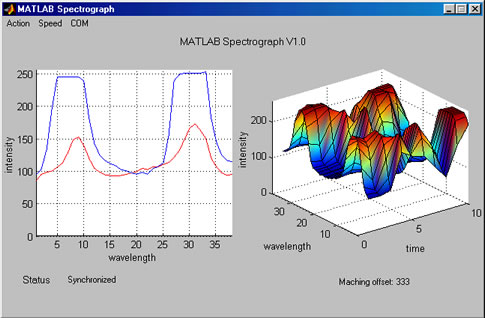 MATLAB Spectrograph
Action Speed COM
MATLAB Spectrograph V1.0
250
200
150
100
50
0
intensity
5 10 15 20 25 30 35
wavelength
200
100
0
intensity
30
20
10
wavelength
0
5
10
time
Status Synchronized
Maching offset: 333